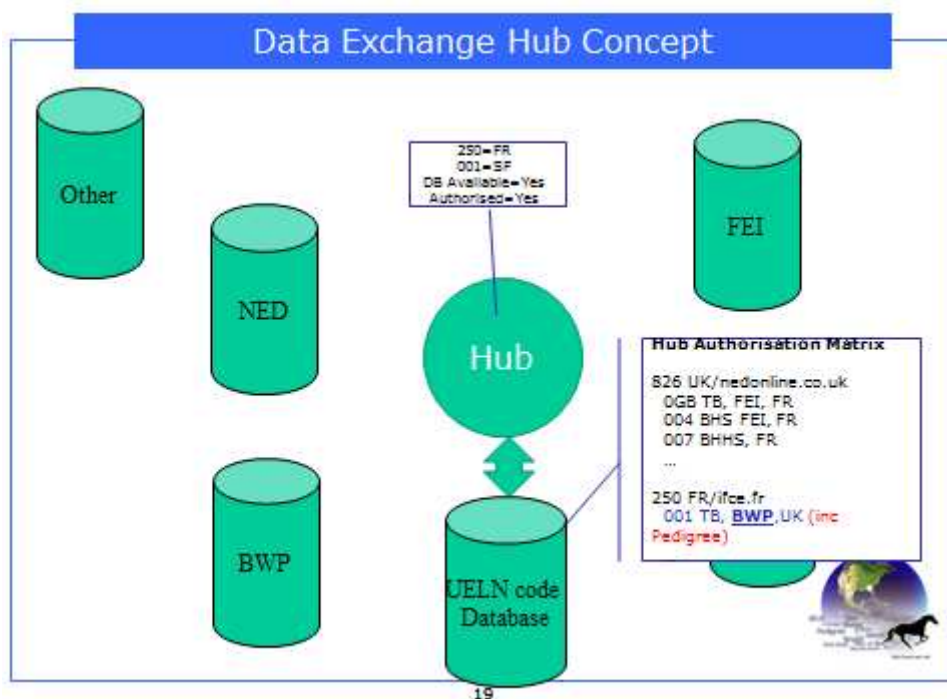 Data Exchange Hub Concept
Other
NED
250=FR
001=SF
DB Available=Yes
Authorised=Yes
FEI
Hub
Hub Authorisation Matrix
826 UK/nedonline.co.uk
0GB TB, FEI, FR
004 BHS FEI, FR
007 BHHS, FR
...
250 FR/ifce.fr
001 TB, BWP,UK (inc
Pedigree)
BWP
UELN code
Database
19